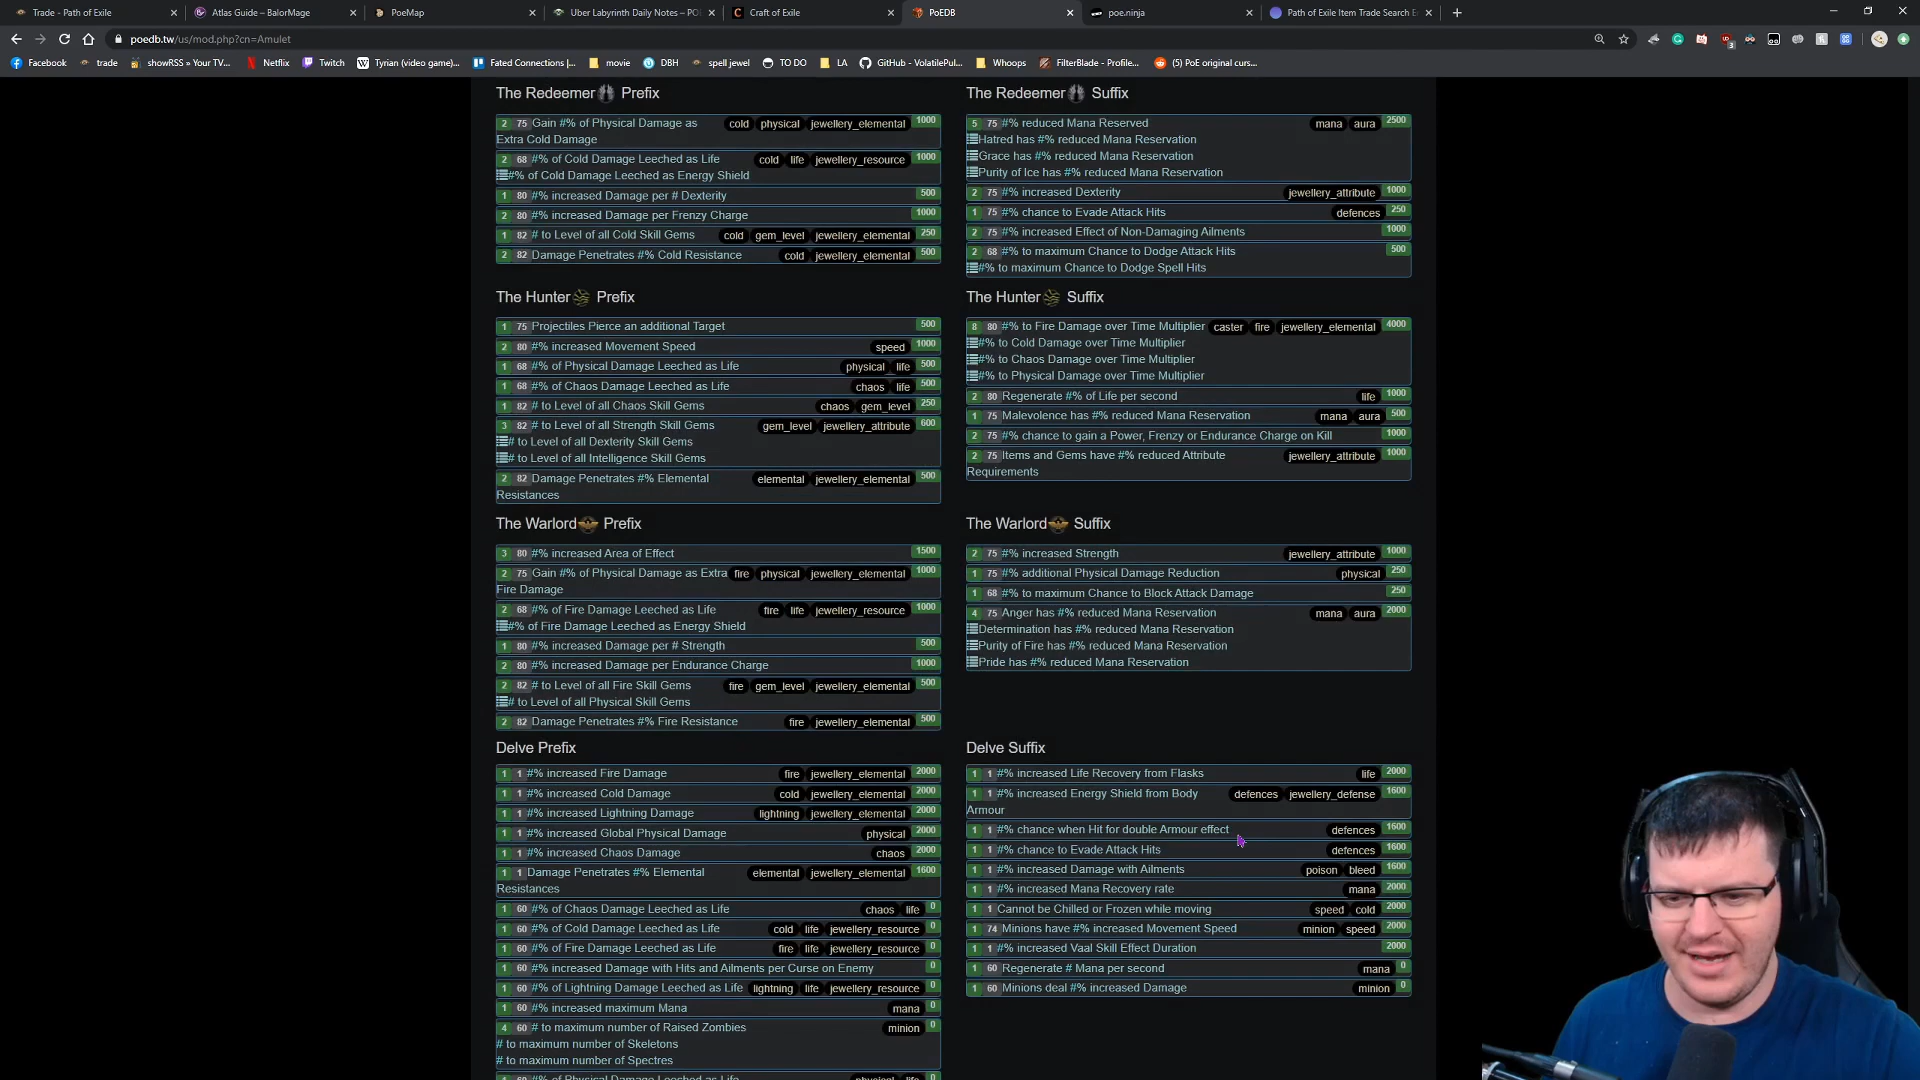 Trade - Path of Exile
Atlas Guide – BalorMage
PoeMap
Uber Labyrinth Daily Notes – PO
Craft of Exile
PoEDB
poe.ninja
Path of Exile Item Trade Search E
poedb.tw/us/mod.php?cn=Amulet
Facebook
trade
showRSS » Your TV...
Netflix
Twitch
Tyrian (video game)...
Fated Connections |...
movie
DBH
spell jewel
TO DO
LA
GitHub - VolatilePul...
Whoops
FilterBlade - Profile...
(5) PoE original curs...
The Redeemer Prefix
2 75 Gain #% of Physical Damage as Extra Cold Damage cold physical jewellery_elemental 1000
2 68 #% of Cold Damage Leeched as Life cold life jewellery_resource 1000
#% of Cold Damage Leeched as Energy Shield
1 80 #% increased Damage per # Dexterity 500
2 80 #% increased Damage per Frenzy Charge 1000
1 82 # to Level of all Cold Skill Gems cold gem_level jewellery_elemental 250
2 82 Damage Penetrates #% Cold Resistance cold jewellery_elemental 500
The Redeemer Suffix
5 75 #% reduced Mana Reserved mana aura 2500
Hatred has #% reduced Mana Reservation
Grace has #% reduced Mana Reservation
Purity of Ice has #% reduced Mana Reservation
2 75 #% increased Dexterity jewellery_attribute 1000
1 75 #% chance to Evade Attack Hits defences 250
2 75 #% increased Effect of Non-Damaging Ailments 1000
2 68 #% to maximum Chance to Dodge Attack Hits 500
#% to maximum Chance to Dodge Spell Hits
The Hunter Prefix
1 75 Projectiles Pierce an additional Target 500
2 80 #% increased Movement Speed speed 1000
1 68 #% of Physical Damage Leeched as Life physical life 500
1 68 #% of Chaos Damage Leeched as Life chaos life 500
1 82 # to Level of all Chaos Skill Gems chaos gem_level 250
3 82 # to Level of all Strength Skill Gems gem_level jewellery_attribute 600
# to Level of all Dexterity Skill Gems
# to Level of all Intelligence Skill Gems
2 82 Damage Penetrates #% Elemental Resistances elemental jewellery_elemental 500
The Hunter Suffix
8 80 #% to Fire Damage over Time Multiplier caster fire jewellery_elemental 4000
#% to Cold Damage over Time Multiplier
#% to Chaos Damage over Time Multiplier
#% to Physical Damage over Time Multiplier
2 80 Regenerate #% of Life per second life 1000
1 75 Malevolence has #% reduced Mana Reservation mana aura 500
2 75 #% chance to gain a Power, Frenzy or Endurance Charge on Kill 1000
2 75 Items and Gems have #% reduced Attribute Requirements jewellery_attribute 1000
The Warlord Prefix
3 80 #% increased Area of Effect 1500
2 75 Gain #% of Physical Damage as Extra Fire Damage fire physical jewellery_elemental 1000
2 68 #% of Fire Damage Leeched as Life fire life jewellery_resource 1000
#% of Fire Damage Leeched as Energy Shield
1 80 #% increased Damage per # Strength 500
2 80 #% increased Damage per Endurance Charge 1000
2 82 # to Level of all Fire Skill Gems fire gem_level jewellery_elemental 500
# to Level of all Physical Skill Gems
2 82 Damage Penetrates #% Fire Resistance fire jewellery_elemental 500
The Warlord Suffix
2 75 #% increased Strength jewellery_attribute 1000
1 75 #% additional Physical Damage Reduction physical 250
1 68 #% to maximum Chance to Block Attack Damage 250
4 75 Anger has #% reduced Mana Reservation mana aura 2000
Determination has #% reduced Mana Reservation
Purity of Fire has #% reduced Mana Reservation
Pride has #% reduced Mana Reservation
Delve Prefix
1 1 #% increased Fire Damage fire jewellery_elemental 2000
1 1 #% increased Cold Damage cold jewellery_elemental 2000
1 1 #% increased Lightning Damage lightning jewellery_elemental 2000
1 1 #% increased Global Physical Damage physical 2000
1 1 #% increased Chaos Damage chaos 2000
1 1 Damage Penetrates #% Elemental Resistances elemental jewellery_elemental 1600
1 60 #% of Chaos Damage Leeched as Life chaos life 0
1 60 #% of Cold Damage Leeched as Life cold life jewellery_resource 0
1 60 #% of Fire Damage Leeched as Life fire life jewellery_resource 0
1 60 #% increased Damage with Hits and Ailments per Curse on Enemy 0
1 60 #% of Lightning Damage Leeched as Life lightning life jewellery_resource 0
1 60 #% increased maximum Mana mana 0
4 60 # to maximum number of Raised Zombies minion 0
# to maximum number of Skeletons
# to maximum number of Spectres
1 60 #% of Physical Damage Leeched as Life physical life 0
Delve Suffix
1 1 #% increased Life Recovery from Flasks life 2000
1 1 #% increased Energy Shield from Body Armour defences jewellery_defense 1600
1 1 #% chance when Hit for double Armour effect defences 1600
1 1 #% chance to Evade Attack Hits defences 1600
1 1 #% increased Damage with Ailments poison bleed 1600
1 1 #% increased Mana Recovery rate mana 2000
1 1 Cannot be Chilled or Frozen while moving speed cold 2000
1 74 Minions have #% increased Movement Speed minion speed 2000
1 1 #% increased Vaal Skill Effect Duration 2000
1 60 Regenerate # Mana per second mana 0
1 60 Minions deal #% increased Damage minion 0